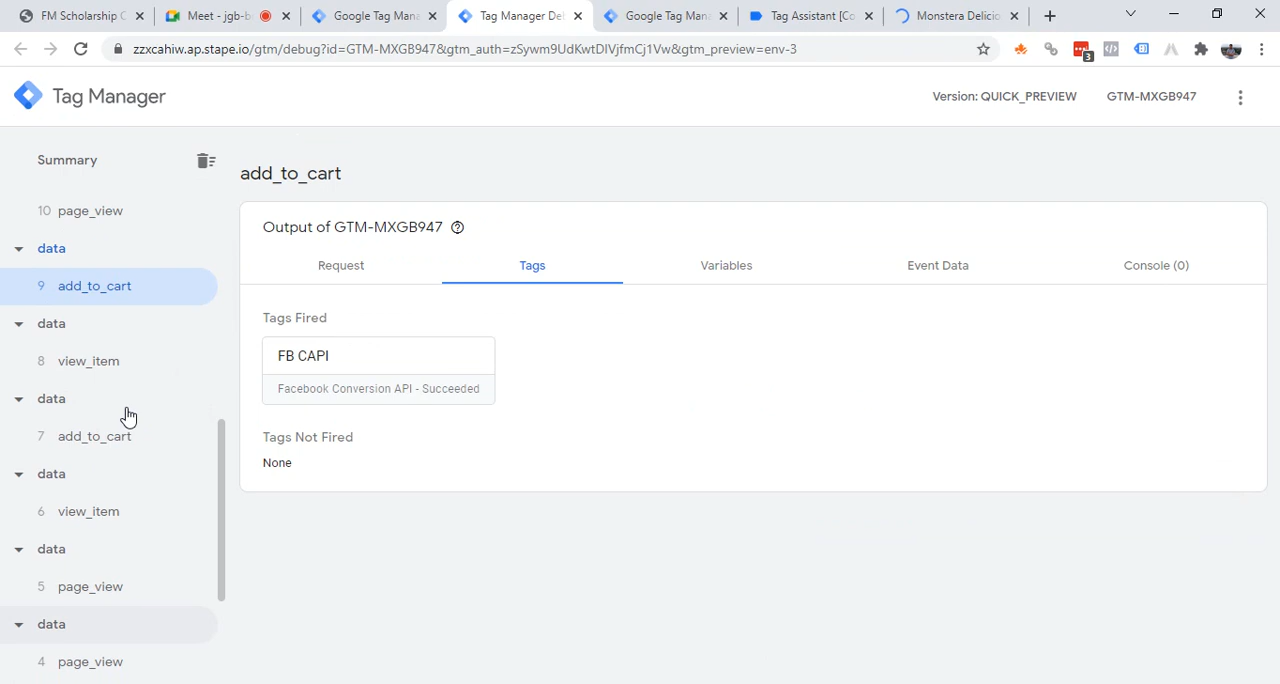 FM Scholarship C
Meet - jgb-b
Google Tag Man
Tag Manager De
Google Tag Man
Tag Assistant [Co
Monstera Delicio
zzxcahiw.ap.stape.io/gtm/debug?id=GTM-MXGB947&gtm_auth=zSywm9UdKwtDIVjfmCj1Vw&gtm_preview=env-3
3
Tag Manager
Version: QUICK_PREVIEW
GTM-MXGB947
Summary
10 page_view
data
9 add_to_cart
data
8 view_item
data
7 add_to_cart
data
6 view_item
data
5 page_view
data
4 page_view
add_to_cart
Output of GTM-MXGB947
Request
Tags
Variables
Event Data
Console (0)
Tags Fired
FB CAPI
Facebook Conversion API - Succeeded
Tags Not Fired
None